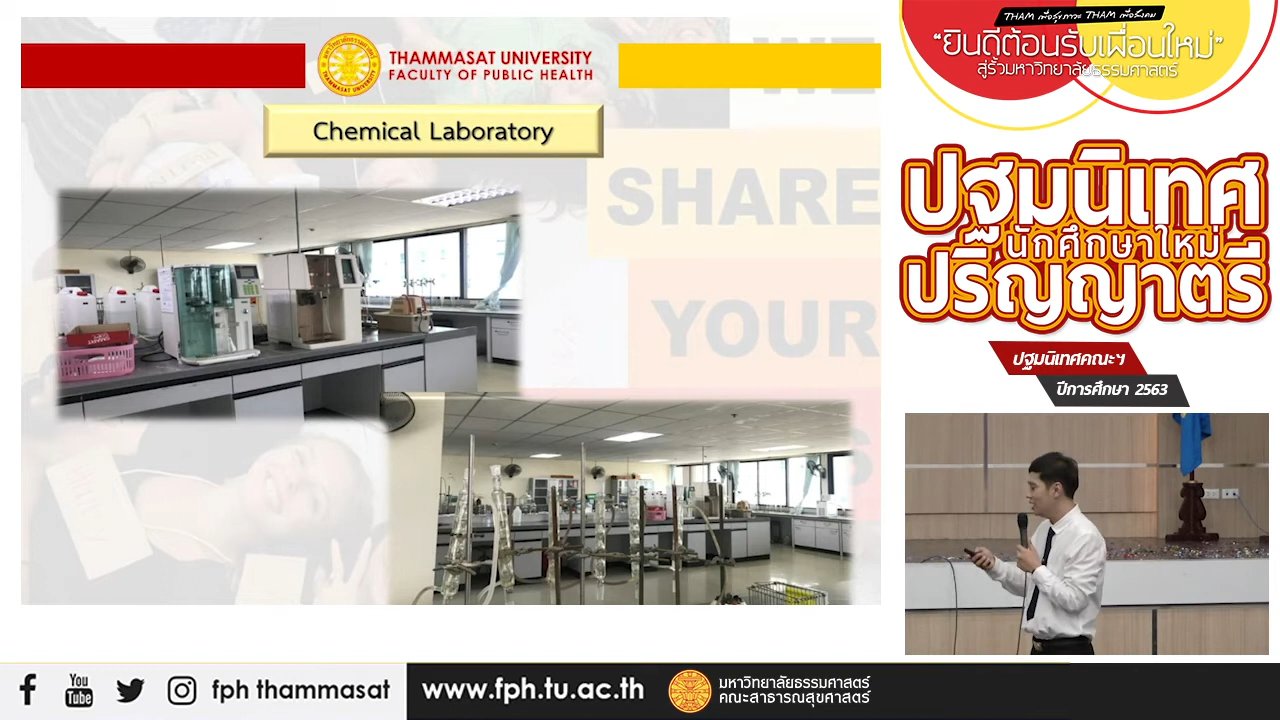 THAMMASAT UNIVERSITY
FACULTY OF PUBLIC HEALTH
Chemical Laboratory
WE
SHARE
YOUR
THAM เพื่อสุขภาวะ THAM เพื่อสังคม
“ยินดีต้อนรับเพื่อนใหม่”
สู่รั้วมหาวิทยาลัยธรรมศาสตร์
ปฐมนิเทศ
นักศึกษาใหม่
ปริญญาตรี
ปฐมนิเทศคณะฯ
ปีการศึกษา 2563
You
Tube
fph thammasat
www.fph.tu.ac.th
มหาวิทยาลัยธรรมศาสตร์
คณะสาธารณสุขศาสตร์